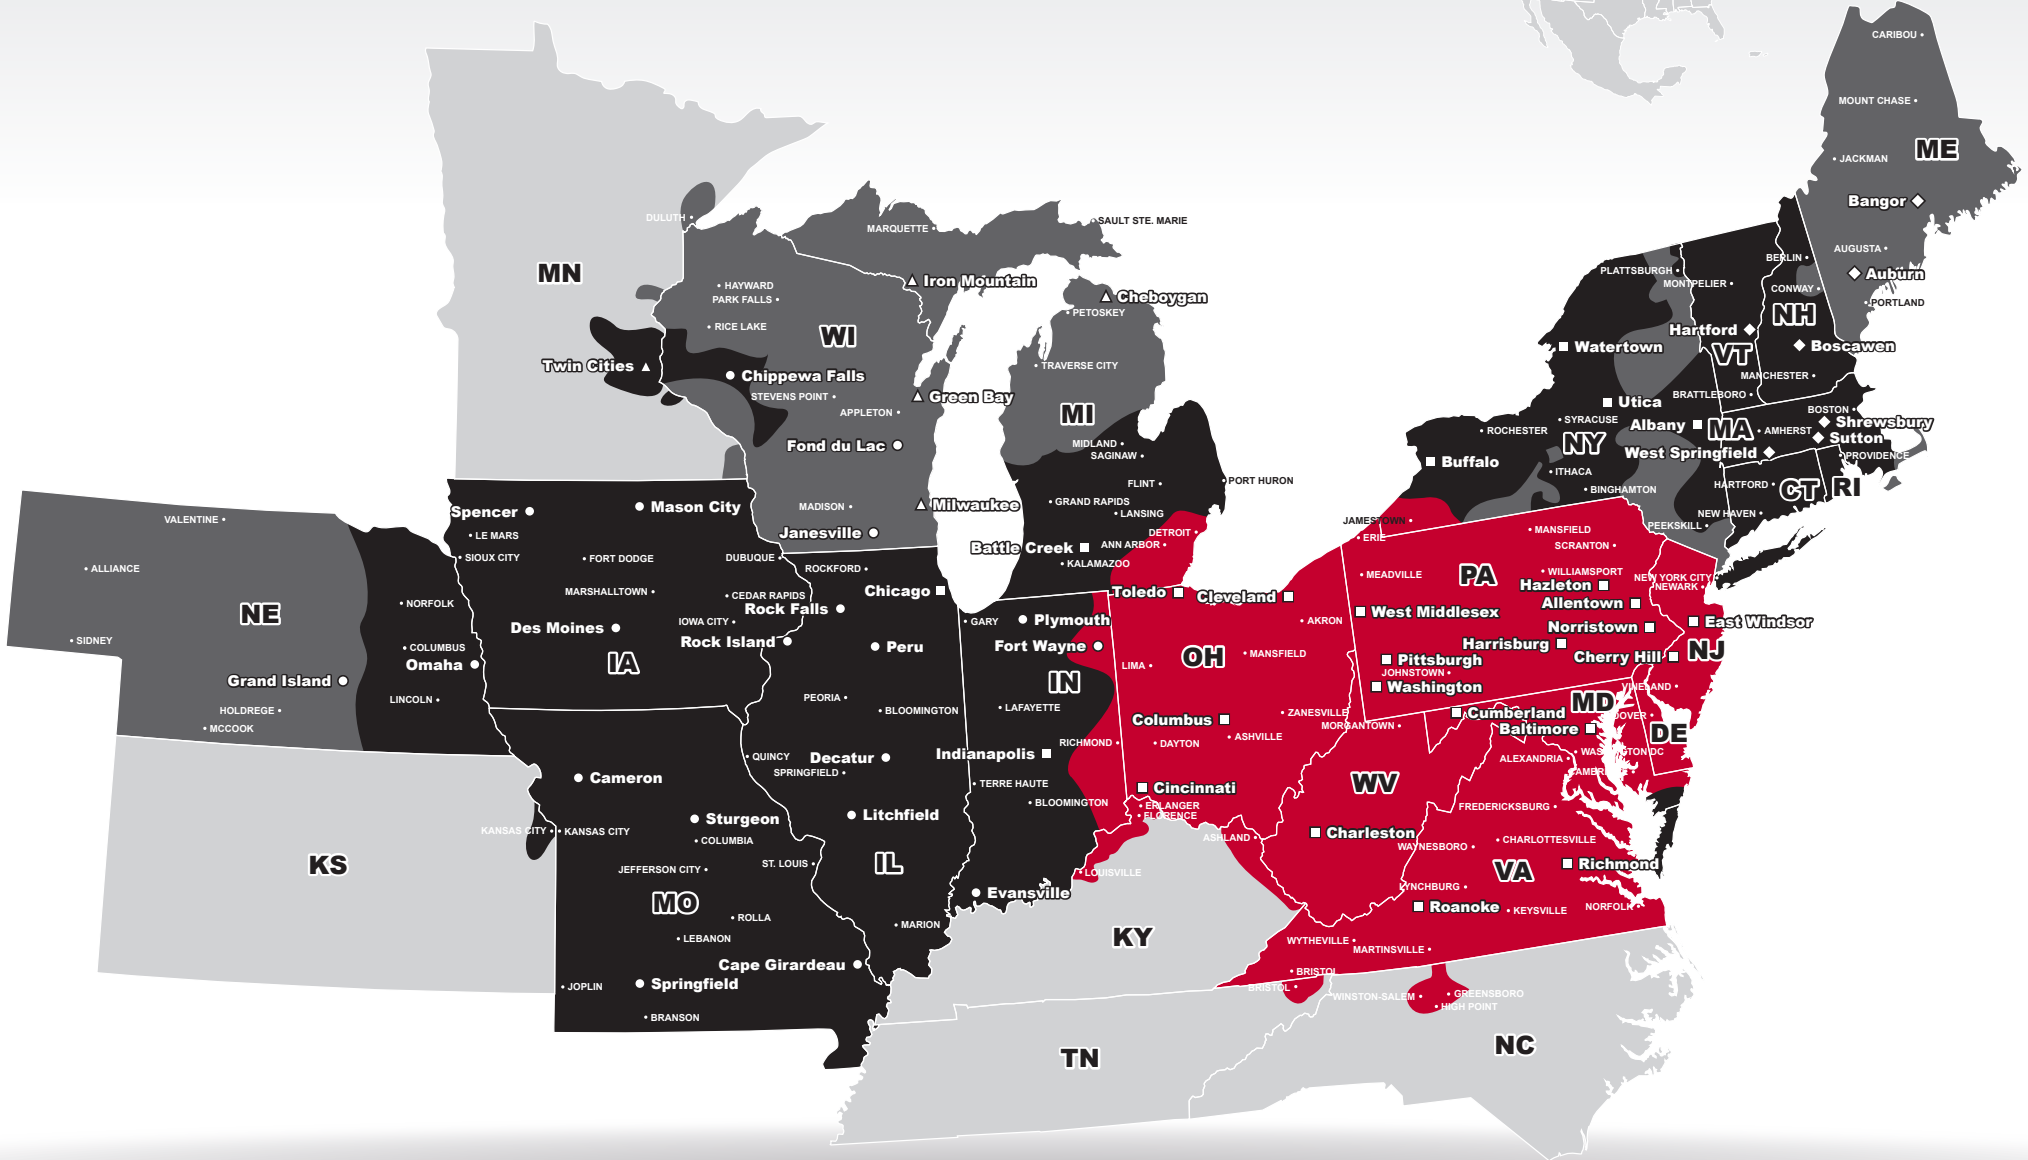 CARIBOU
MOUNT CHASE
ME
JACKMAN
Bangor
AUGUSTA
Auburn
PORTLAND
BERLIN
PLATTSBURGH
MONTPELIER
CONWAY
NH
Hartford
VT
Boscawen
Watertown
MANCHESTER
BRATTLEBORO
Utica
BOSTON
SYRACUSE
Albany
MA
AMHERST
Shrewsbury
ROCHESTER
NY
Sutton
West Springfield
PROVIDENCE
Buffalo
ITHACA
HARTFORD
CT
RI
BINGHAMTON
NEW HAVEN
PEEKSKILL
JAMESTOWN
DULUTH
MARQUETTE
SAULT STE. MARIE
MN
Iron Mountain
HAYWARD
PARK FALLS
Cheboygan
PETOSKEY
RICE LAKE
WI
Twin Cities
Chippewa Falls
TRAVERSE CITY
STEVENS POINT
Green Bay
APPLETON
MI
Fond du Lac
MIDLAND
SAGINAW
FLINT
PORT HURON
MADISON
Milwaukee
GRAND RAPIDS
LANSING
Janesville
DETROIT
Battle Creek
ANN ARBOR
KALAMAZOO
VALENTINE
Spencer
Mason City
LE MARS
SIOUX CITY
FORT DODGE
DUBUQUE
ROCKFORD
ALLIANCE
MARSHALLTOWN
CEDAR RAPIDS
Chicago
NORFOLK
Rock Falls
NE
Des Moines
IOWA CITY
GARY
Plymouth
SIDNEY
COLUMBUS
Rock Island
Peru
Fort Wayne
Omaha
IA
Grand Island
LINCOLN
PEORIA
IN
HOLDREGE
BLOOMINGTON
LAFAYETTE
MCCOOK
QUINCY
Decatur
Indianapolis
SPRINGFIELD
Cameron
TERRE HAUTE
BLOOMINGTON
Sturgeon
Litchfield
KANSAS CITY
KANSAS CITY
COLUMBIA
KS
ST. LOUIS
IL
JEFFERSON CITY
Evansville
MO
ROLLA
MARION
LEBANON
Cape Girardeau
JOPLIN
Springfield
BRANSON
ERIE
MANSFIELD
SCRANTON
MEADVILLE
PA
WILLIAMSPORT
NEW YORK CITY
Hazleton
NEWARK
Toledo
Cleveland
Allentown
West Middlesex
AKRON
East Windsor
Norristown
Harrisburg
NJ
LIMA
OH
MANSFIELD
Pittsburgh
Cherry Hill
JOHNSTOWN
Washington
VINELAND
MD
Columbus
ZANESVILLE
Cumberland
DOVER
MORGANTOWN
Baltimore
DE
RICHMOND
DAYTON
ASHVILLE
WASHINGTON DC
ALEXANDRIA
WV
Cincinnati
ERLANGER
FLORENCE
FREDERICKSBURG
ASHLAND
Charleston
CHARLOTTESVILLE
WAYNESBORO
LOUISVILLE
VA
Richmond
LYNCHBURG
Roanoke
KEYSVILLE
NORFOLK
KY
WYTHEVILLE
MARTINSVILLE
BRISTOL
BRISTOL
WINSTON-SALEM
GREENSBORO
HIGH POINT
TN
NC